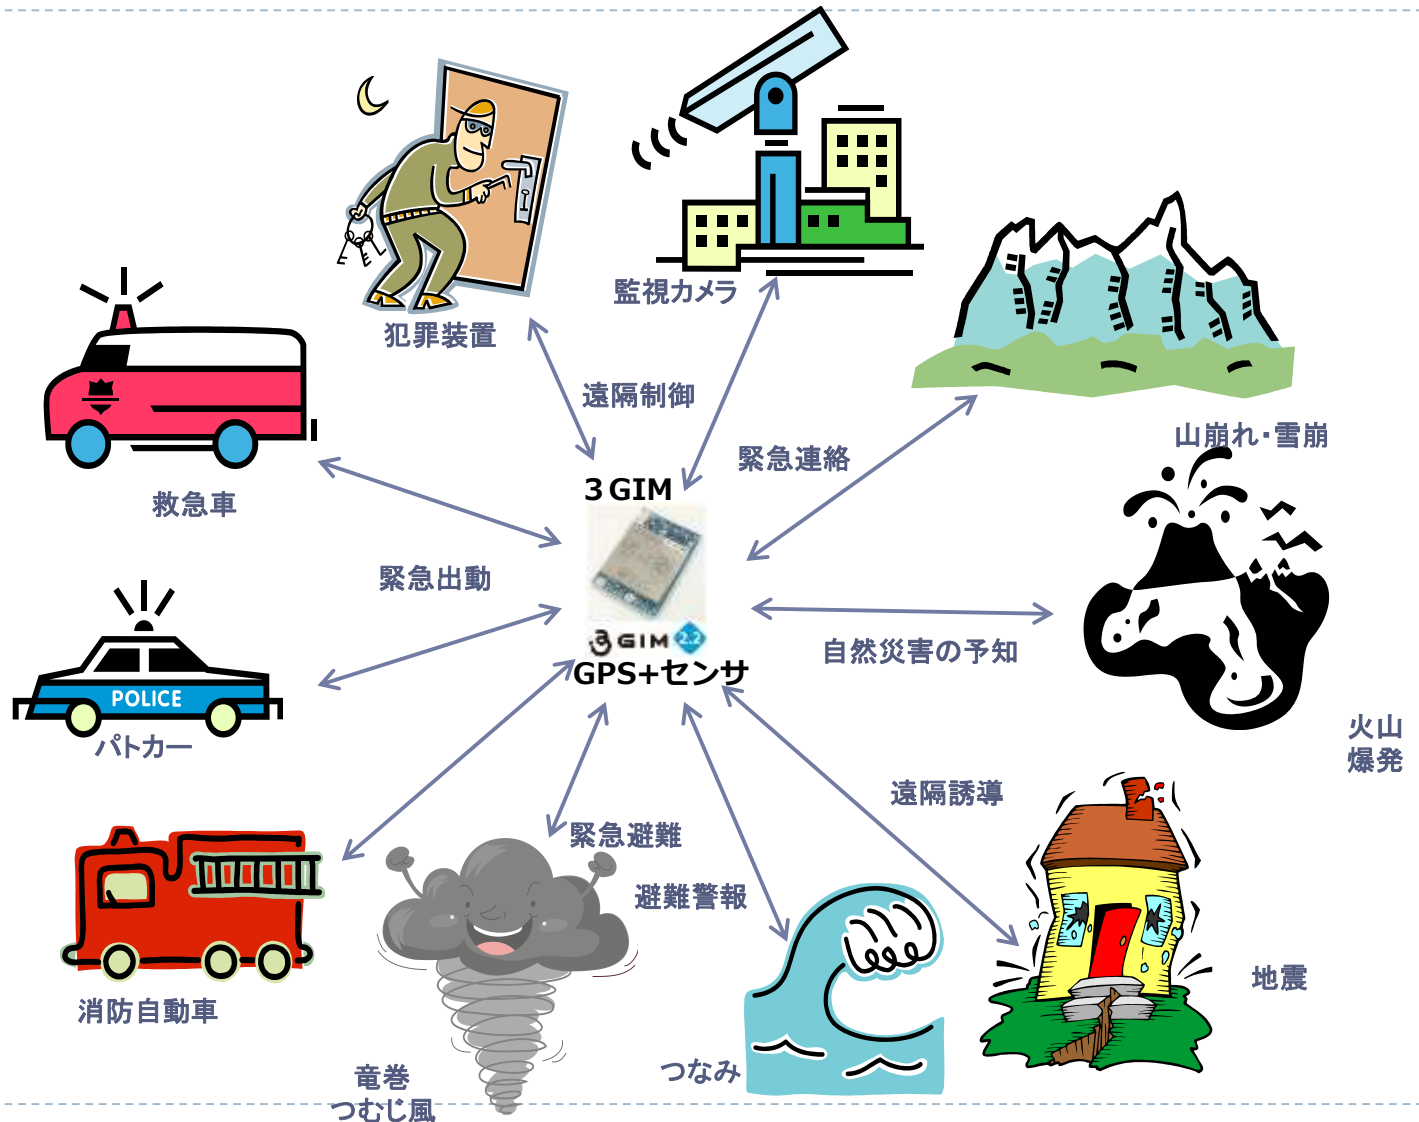 監視カメラ
犯罪装置
遠隔制御
山崩れ・雪崩
緊急連絡
3GIM
救急車
緊急出動
GIM 2.2
自然災害の予知
GPS+センサ
POLICE
パトカー
火山
爆発
遠隔誘導
緊急避難
避難警報
地震
消防自動車
つなみ
竜巻
つむじ風